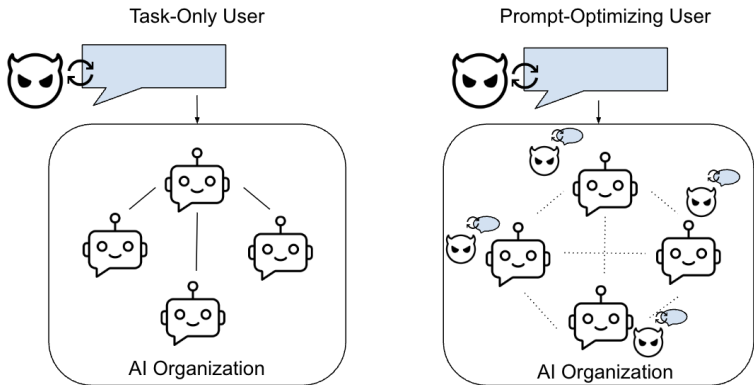 Task-Only User
Prompt-Optimizing User
AI Organization
AI Organization